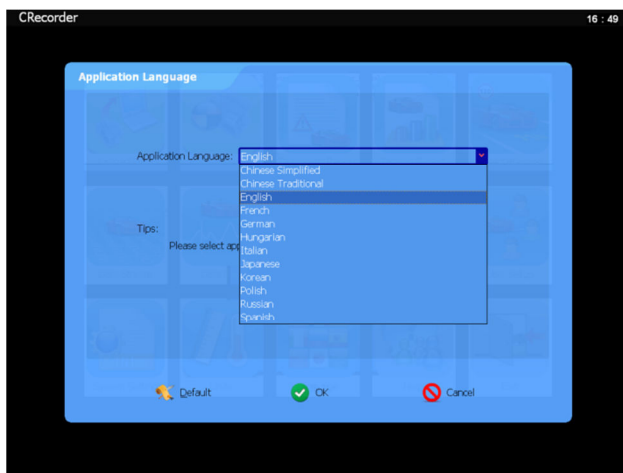 CRecorder
16 : 49
Application Language
Application Language: English
Chinese Simplified
Chinese Traditional
English
French
German
Hungarian
Italian
Japanese
Korean
Polish
Russian
Spanish
Tips:
Please select app
Default
OK
Cancel